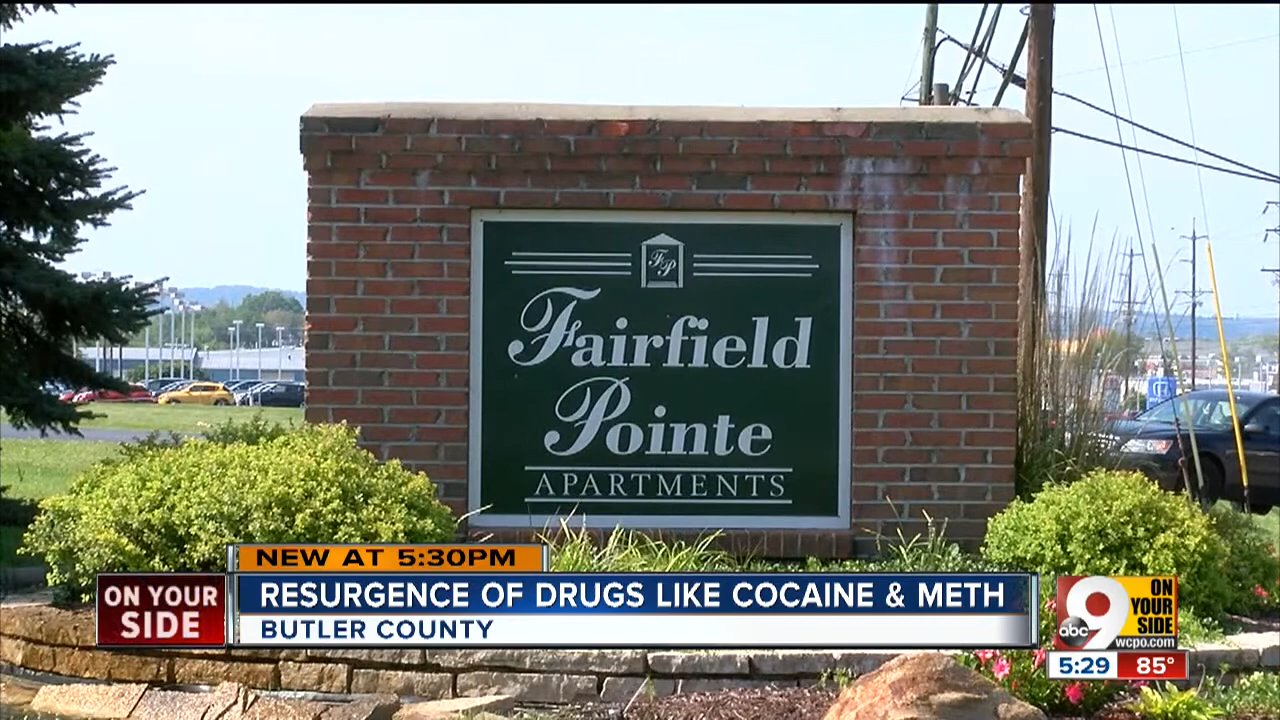 FP
Fairfield
Pointe
APARTMENTS
NEW AT 5:30PM
ON YOUR
SIDE
RESURGENCE OF DRUGS LIKE COCAINE & METH
BUTLER COUNTY
abc 9
ON
YOUR
SIDE
wcpo.com
5:29 85°